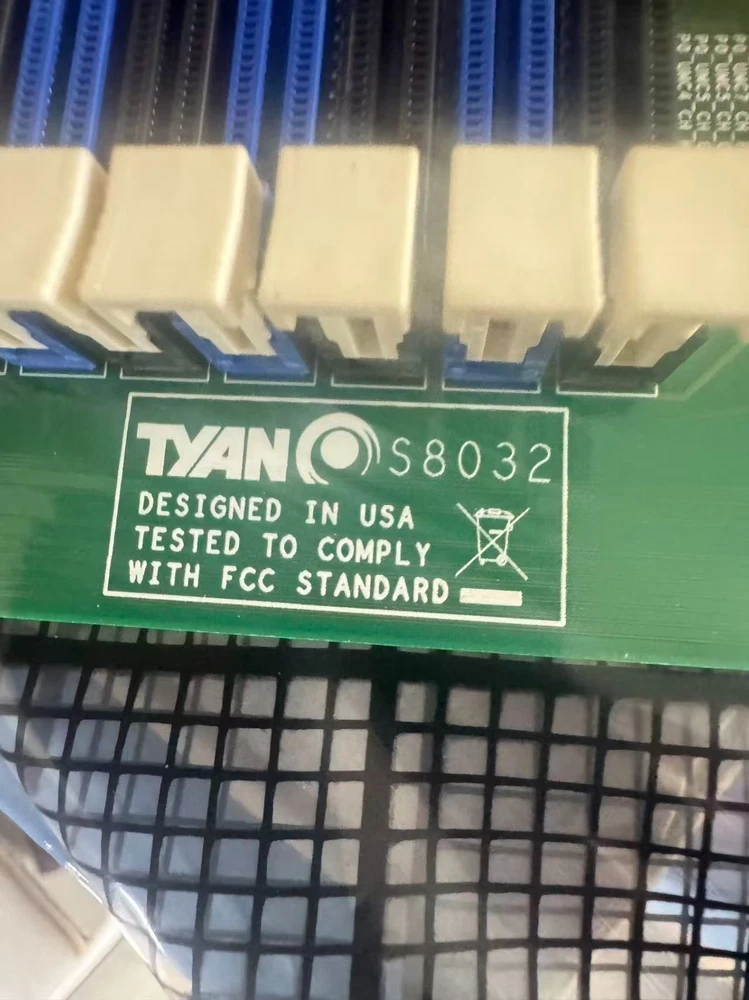 TYAN S8032
DESIGNED IN USA
TESTED TO COMPLY
WITH FCC STANDARD